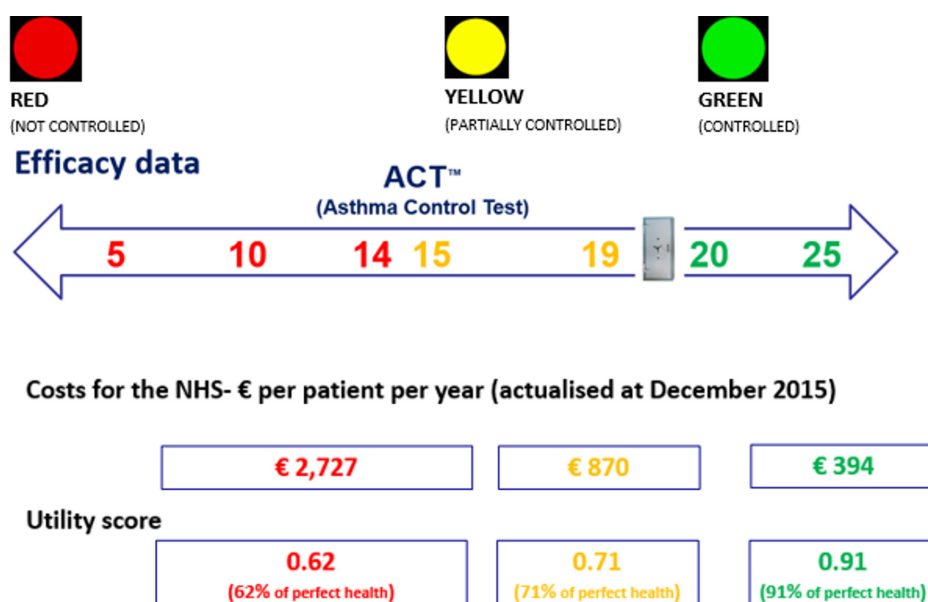 RED
(NOT CONTROLLED)
YELLOW
(PARTIALLY CONTROLLED)
GREEN
(CONTROLLED)
Efficacy data
ACT™
(Asthma Control Test)
5 10 14 15 19 20 25
Costs for the NHS- € per patient per year (actualised at December 2015)
€ 2,727 € 870 € 394
Utility score
0.62 0.71 0.91
(62% of perfect health) (71% of perfect health) (91% of perfect health)